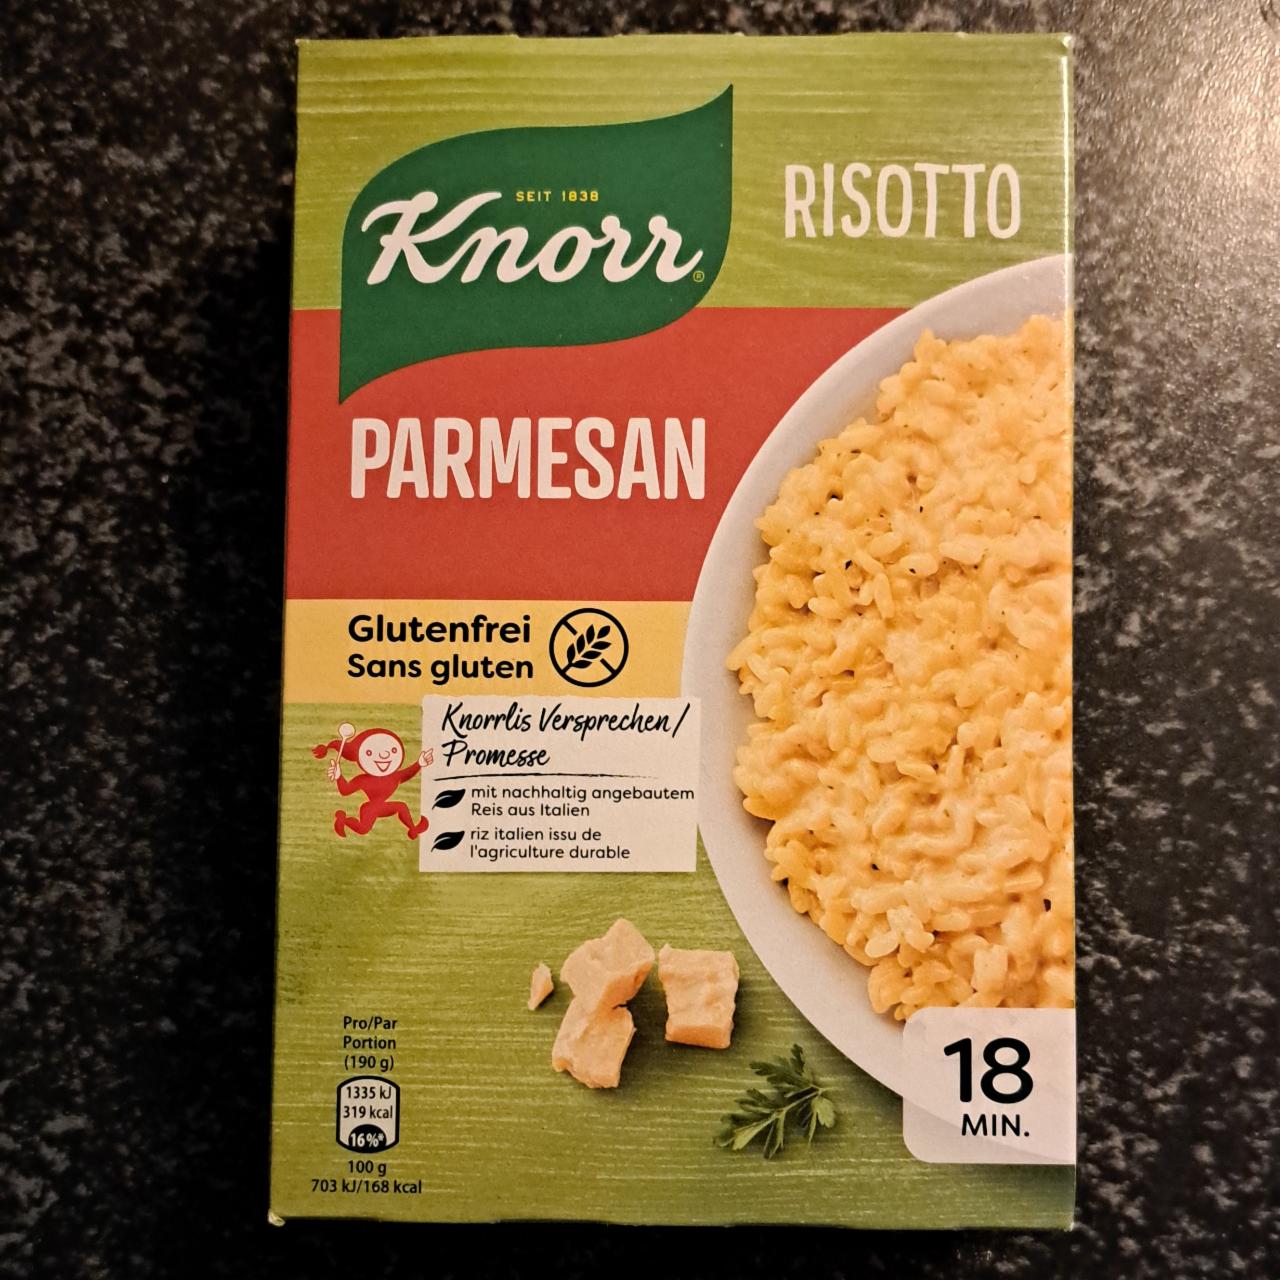 SEIT 1838
Knorr®
RISOTTO
PARMESAN
Glutenfrei
Sans gluten
Knorrlis Versprechen/
Promesse
mit nachhaltig angebautem
Reis aus Italien
riz italien issu de
l'agriculture durable
Pro/Par
Portion
(190 g)
1335 kJ
319 kcal
16%*
100 g
703 kJ/168 kcal
18
MIN.